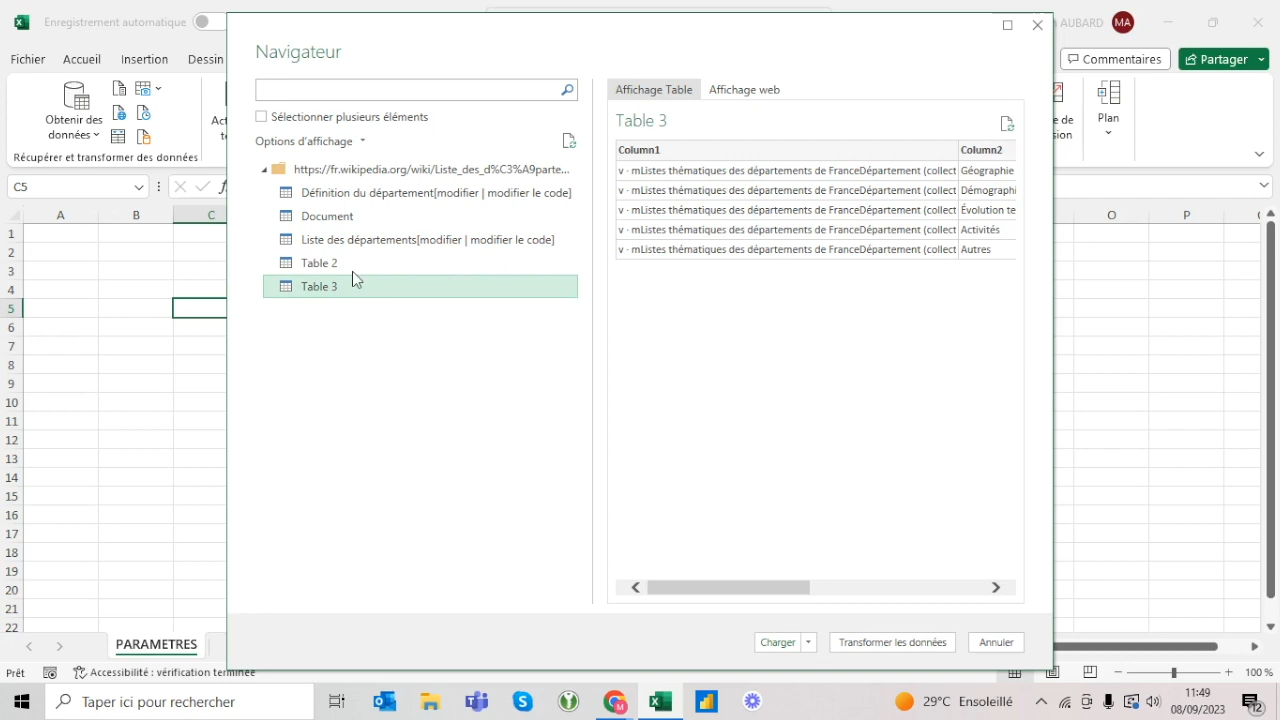 Enregistrement automatique
AUBARD
MA
Fichier
Accueil
Insertion
Dessin
Commentaires
Partager
Obtenir des
données
Récupérer et transformer des données
Plan
C5
A
B
C
O
P
1
2
3
4
5
6
7
8
9
10
11
12
13
14
15
16
17
18
19
20
21
22
Navigateur
Sélectionner plusieurs éléments
Options d'affichage
https://fr.wikipedia.org/wiki/Liste_des_d%C3%A9parte...
Définition du département[modifier | modifier le code]
Document
Liste des départements[modifier | modifier le code]
Table 2
Table 3
Affichage Table
Affichage web
Table 3
Column1 Column2
v · mListes thématiques des départements de FranceDépartement (collect Géographie
v · mListes thématiques des départements de FranceDépartement (collect Démographi
v · mListes thématiques des départements de FranceDépartement (collect Évolution te
v · mListes thématiques des départements de FranceDépartement (collect Activités
v · mListes thématiques des départements de FranceDépartement (collect Autres
Charger
Transformer les données
Annuler
PARAMETRES
Prêt
Accessibilité : vérification terminée
100 %
Taper ici pour rechercher
29°C Ensoleillé
11:49
08/09/2023
12